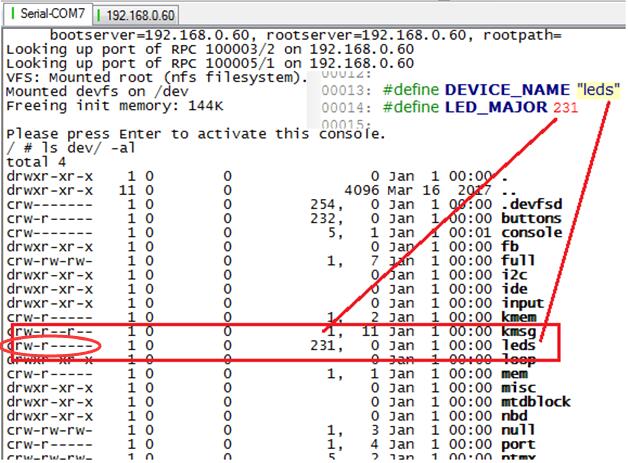 Serial-COM7 192.168.0.60
bootserver=192.168.0.60, rootserver=192.168.0.60, rootpath=
Looking up port of RPC 100003/2 on 192.168.0.60
Looking up port of RPC 100005/1 on 192.168.0.60
VFS: Mounted root (nfs filesystem).
Mounted devfs on /dev
Freeing init memory: 144K
00012:
00013: #define DEVICE_NAME "leds"
00014: #define LED_MAJOR 231
00015:
Please press Enter to activate this console.
/ # ls dev/ -al
total 4
drwxr-xr-x 1 0 0 0 Jan 1 00:00 .
drwxr-xr-x 11 0 0 4096 Mar 16 2017 ..
crw------- 1 0 0 254, 0 Jan 1 00:00 .devfsd
crw-r----- 1 0 0 232, 0 Jan 1 00:00 buttons
crw------- 1 0 0 5, 1 Jan 1 00:01 console
drwxr-xr-x 1 0 0 0 Jan 1 00:00 fb
crw-rw-rw- 1 0 0 1, 7 Jan 1 00:00 full
drwxr-xr-x 1 0 0 0 Jan 1 00:00 i2c
drwxr-xr-x 1 0 0 0 Jan 1 00:00 ide
drwxr-xr-x 1 0 0 0 Jan 1 00:00 input
crw-r----- 1 0 0 1, 2 Jan 1 00:00 kmem
crw-r--r-- 1 0 0 1, 11 Jan 1 00:00 kmsg
crw-r----- 1 0 0 231, 0 Jan 1 00:00 leds
drwxr-xr-x 1 0 0 0 Jan 1 00:00 loop
crw-r----- 1 0 0 1, 1 Jan 1 00:00 mem
drwxr-xr-x 1 0 0 0 Jan 1 00:00 misc
drwxr-xr-x 1 0 0 0 Jan 1 00:00 mtdblock
drwxr-xr-x 1 0 0 0 Jan 1 00:00 nbd
crw-rw-rw- 1 0 0 1, 3 Jan 1 00:00 null
crw-r----- 1 0 0 1, 4 Jan 1 00:00 port
crw-rw-rw- 1 0 0 5, 2 Jan 1 00:00 ptmx